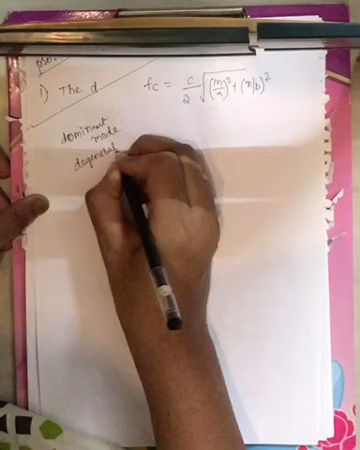 1) The d
fc = c/2 √(m/a)² + (n/b)²
dominant
mode
degenerat